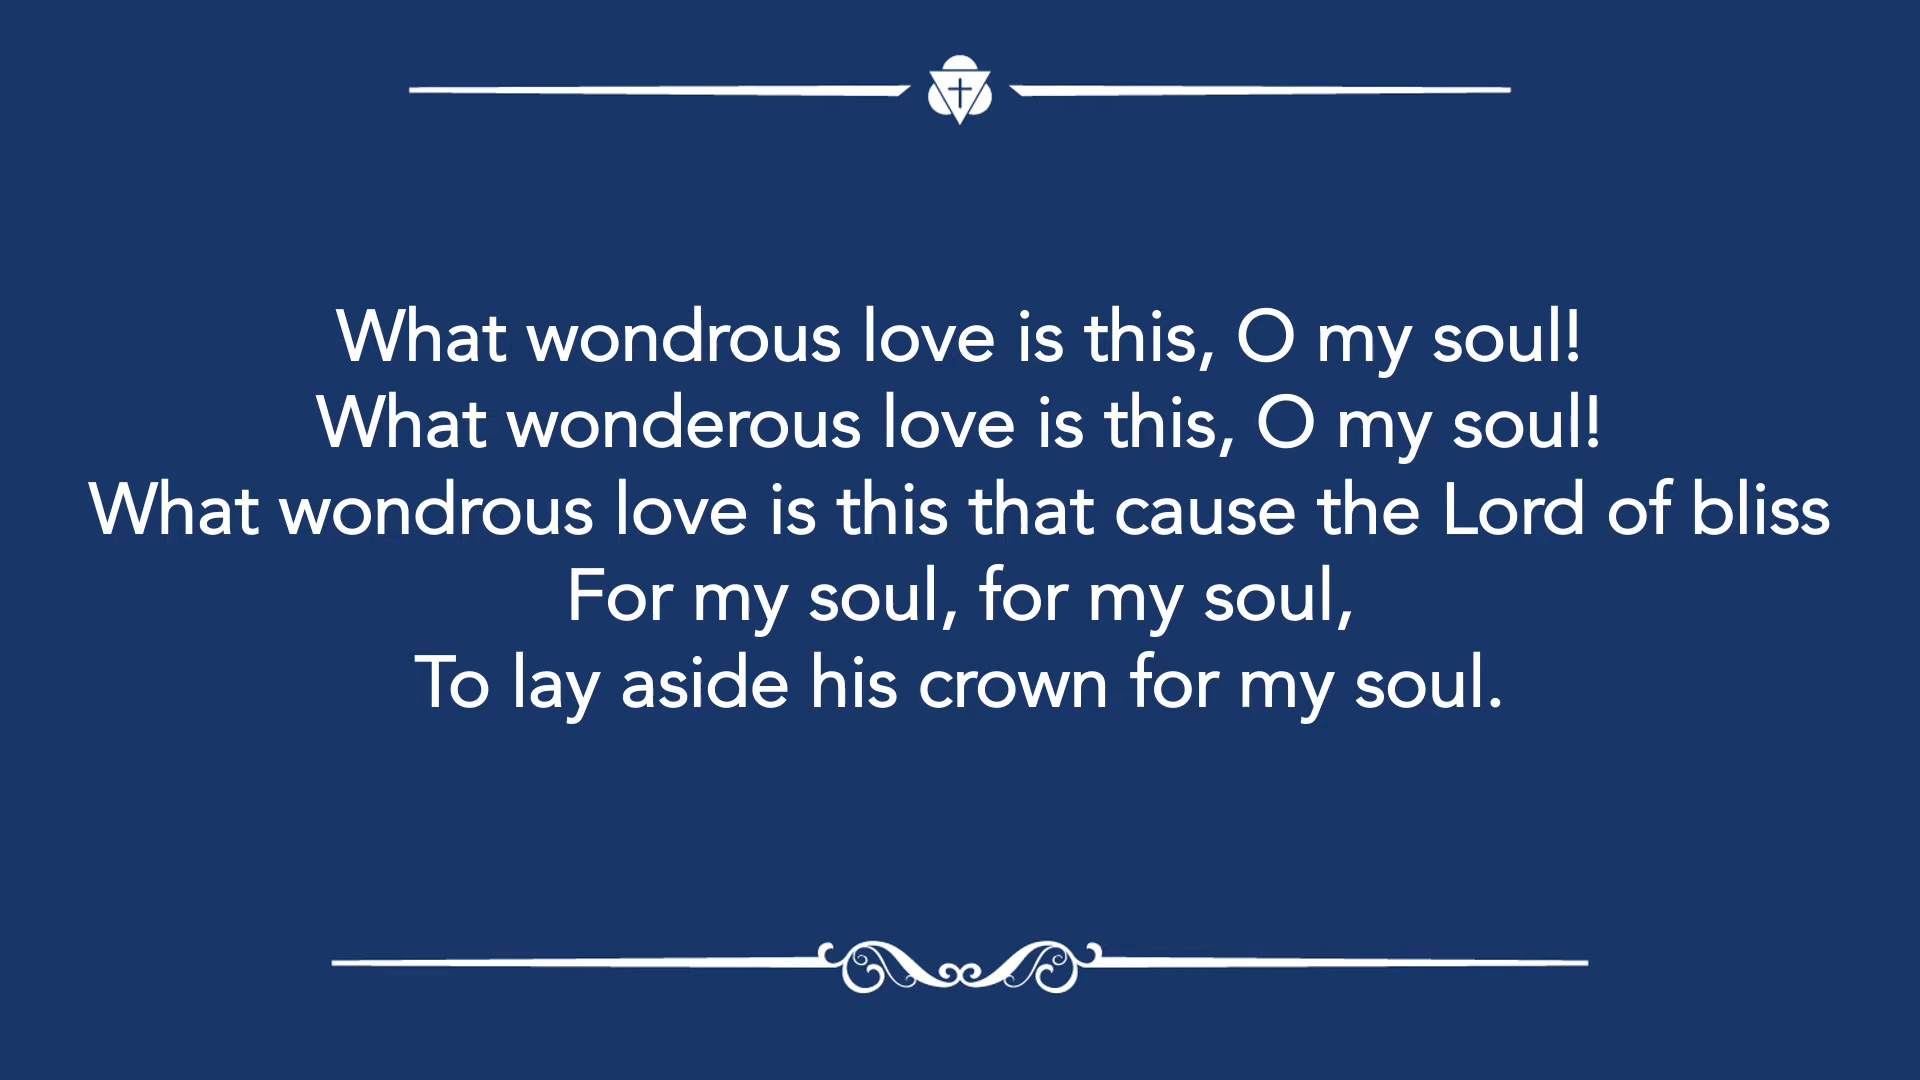 What wondrous love is this, O my soul!
What wonderous love is this, O my soul!
What wondrous love is this that cause the Lord of bliss
For my soul, for my soul,
To lay aside his crown for my soul.